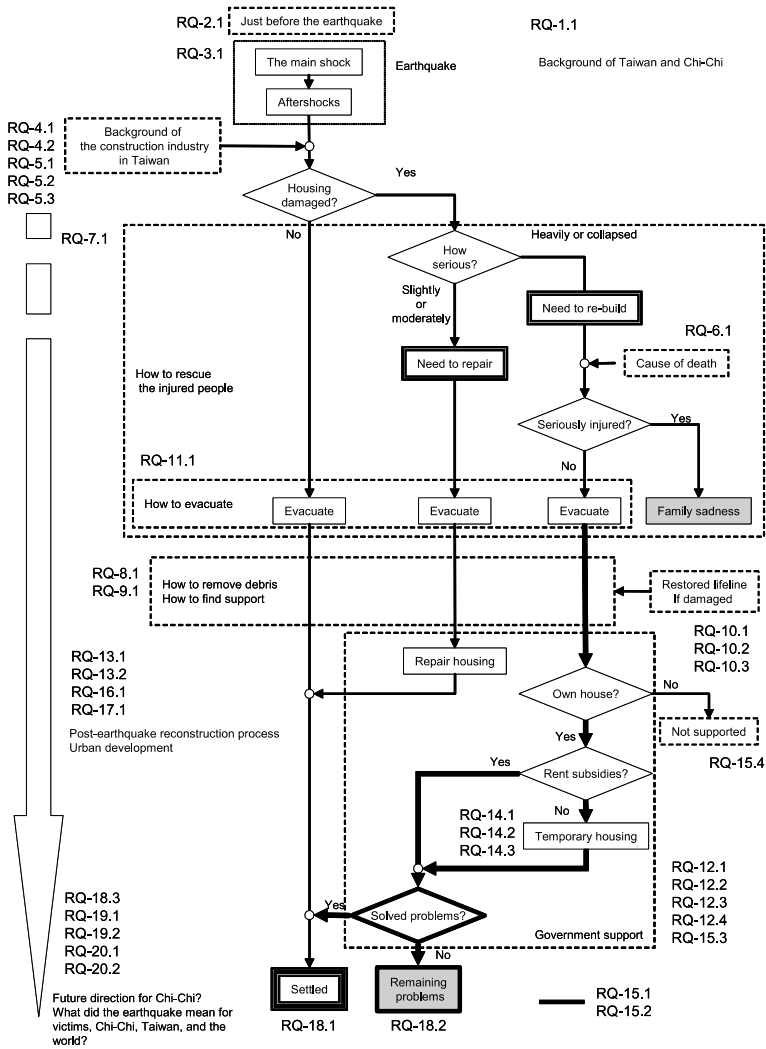 RQ-2.1
Just before the earthquake
RQ-1.1
RQ-3.1
The main shock
Earthquake
Background of Taiwan and Chi-Chi
Aftershocks
RQ-4.1
RQ-4.2
RQ-5.1
RQ-5.2
RQ-5.3
Background of
the construction industry
in Taiwan
Housing
damaged?
Yes
No
RQ-7.1
How
serious?
Heavily or collapsed
Slightly
or
moderately
Need to re-build
RQ-6.1
Need to repair
Cause of death
How to rescue
the injured people
Seriously injured?
Yes
No
RQ-11.1
How to evacuate
Evacuate
Evacuate
Evacuate
Family sadness
RQ-8.1
RQ-9.1
How to remove debris
How to find support
Restored lifeline
If damaged
RQ-10.1
RQ-10.2
RQ-10.3
RQ-13.1
RQ-13.2
RQ-16.1
RQ-17.1
Repair housing
Own house?
No
Not supported
RQ-15.4
Post-earthquake reconstruction process
Urban development
Yes
Yes
Rent subsidies?
No
RQ-14.1
RQ-14.2
RQ-14.3
Temporary housing
RQ-12.1
RQ-12.2
RQ-12.3
RQ-12.4
RQ-15.3
RQ-18.3
RQ-19.1
RQ-19.2
RQ-20.1
RQ-20.2
Yes
Solved problems?
Government support
No
Settled
RQ-18.1
Remaining
problems
RQ-18.2
RQ-15.1
RQ-15.2
Future direction for Chi-Chi?
What did the earthquake mean for
victims, Chi-Chi, Taiwan, and the
world?